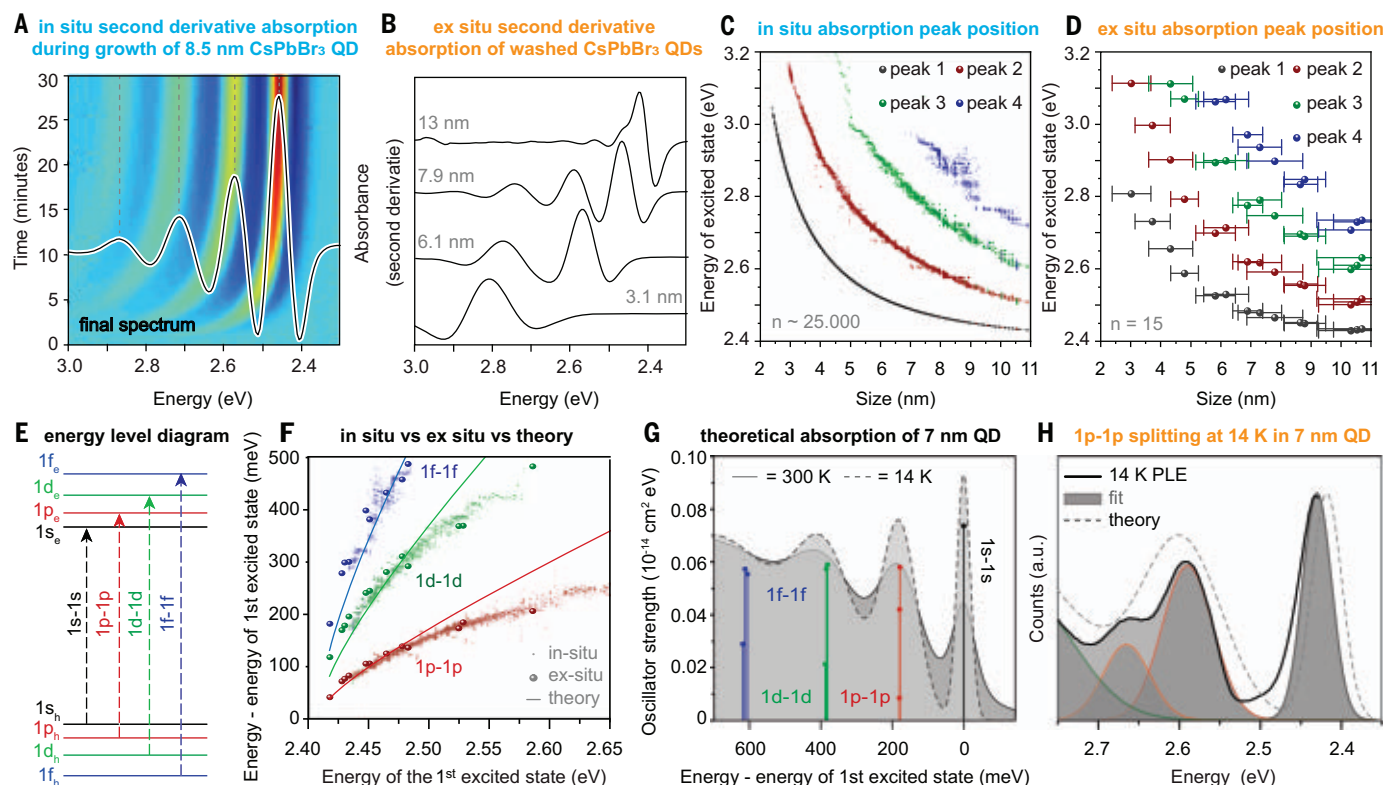 A in situ second derivative absorption
during growth of 8.5 nm CsPbBr₃ QD
30
25
20
15
10
5
0
Time (minutes)
final spectrum
3.0 2.9 2.8 2.7 2.6 2.5 2.4
Energy (eV)
B ex situ second derivative
absorption of washed CsPbBr₃ QDs
Absorbance
(second derivatie)
13 nm
7.9 nm
6.1 nm
3.1 nm
3.0 2.8 2.6 2.4
Energy (eV)
C in situ absorption peak position
Energy of excited state (eV)
3.2
3.0
2.8
2.6
2.4
peak 1 peak 2
peak 3 peak 4
n ~ 25.000
2 3 4 5 6 7 8 9 10 11
Size (nm)
D ex situ absorption peak position
Energy of excited state (eV)
3.2
3.0
2.8
2.6
2.4
peak 1 peak 2
peak 3
peak 4
n = 15
2 3 4 5 6 7 8 9 10 11
Size (nm)
E energy level diagram
1fₑ
1dₑ
1pₑ
1sₑ
1s-1s
1p-1p
1d-1d
1f-1f
1sₕ
1pₕ
1dₕ
1fₕ
F in situ vs ex situ vs theory
Energy - energy of 1st excited state (meV)
500
400
300
200
100
0
1f-1f
1d-1d
1p-1p
in-situ
ex-situ
theory
2.40 2.45 2.50 2.55 2.60 2.65
Energy of the 1ˢᵗ excited state (eV)
G theoretical absorption of 7 nm QD
Oscillator strength (10⁻¹⁴ cm² eV)
0.10
0.08
0.06
0.04
0.02
0
= 300 K = 14 K
1s-1s
1f-1f
1d-1d
1p-1p
600 400 200 0
Energy - energy of 1st excited state (meV)
H 1p-1p splitting at 14 K in 7 nm QD
Counts (a.u.)
14 K PLE
fit
theory
2.7 2.6 2.5 2.4
Energy (eV)